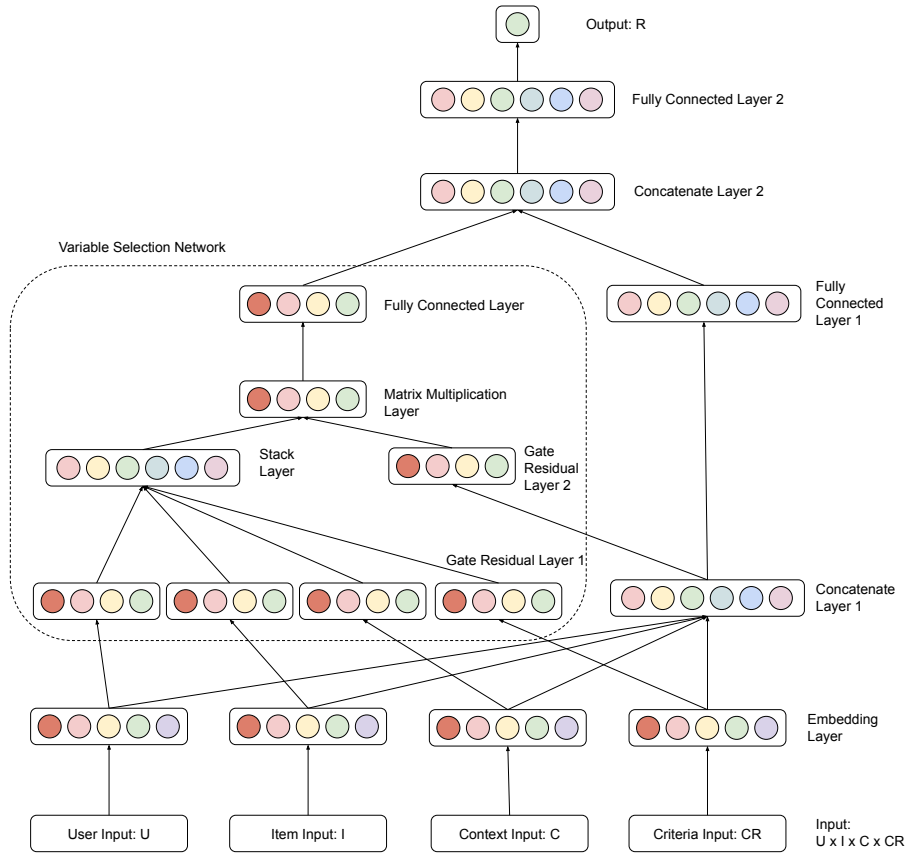 Output: R
Fully Connected Layer 2
Concatenate Layer 2
Variable Selection Network
Fully Connected Layer
Fully
Connected
Layer 1
Matrix Multiplication
Layer
Stack
Layer
Gate
Residual
Layer 2
Gate Residual Layer 1
Concatenate
Layer 1
Embedding
Layer
User Input: U
Item Input: I
Context Input: C
Criteria Input: CR
Input:
U x I x C x CR